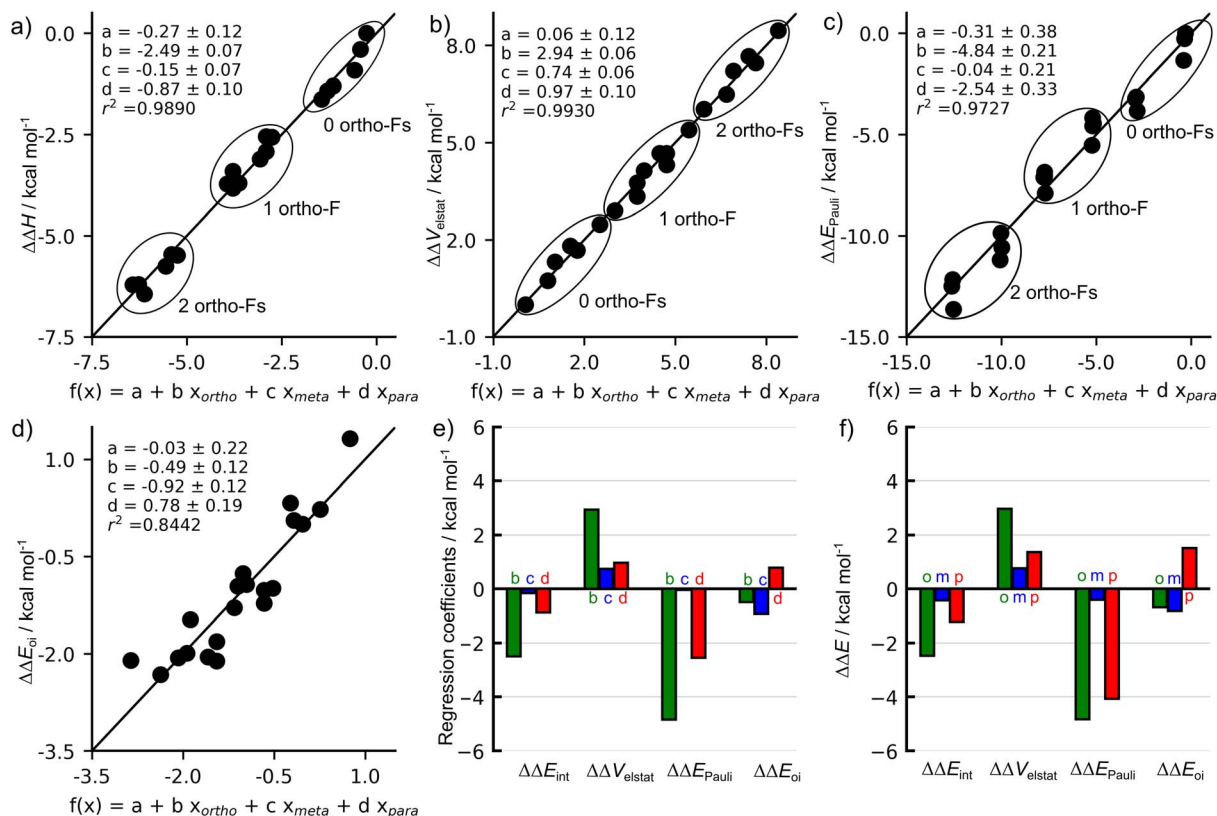 a)
0.0
-2.5
-5.0
-7.5
ΔΔH / kcal mol⁻¹
a = -0.27 ± 0.12
b = -2.49 ± 0.07
c = -0.15 ± 0.07
d = -0.87 ± 0.10
r² =0.9890
0 ortho-Fs
1 ortho-F
2 ortho-Fs
-7.5 -5.0 -2.5 0.0
f(x) = a + b x_ortho + c x_meta + d x_para
b)
8.0
5.0
2.0
-1.0
ΔΔV_elstat / kcal mol⁻¹
a = 0.06 ± 0.12
b = 2.94 ± 0.06
c = 0.74 ± 0.06
d = 0.97 ± 0.10
r² =0.9930
2 ortho-Fs
1 ortho-F
0 ortho-Fs
-1.0 2.0 5.0 8.0
f(x) = a + b x_ortho + c x_meta + d x_para
c)
0.0
-5.0
-10.0
-15.0
ΔΔE_Pauli / kcal mol⁻¹
a = -0.31 ± 0.38
b = -4.84 ± 0.21
c = -0.04 ± 0.21
d = -2.54 ± 0.33
r² =0.9727
0 ortho-Fs
1 ortho-F
2 ortho-Fs
-15.0 -10.0 -5.0 0.0
f(x) = a + b x_ortho + c x_meta + d x_para
d)
1.0
-0.5
-2.0
-3.5
ΔΔE_oi / kcal mol⁻¹
a = -0.03 ± 0.22
b = -0.49 ± 0.12
c = -0.92 ± 0.12
d = 0.78 ± 0.19
r² =0.8442
-3.5 -2.0 -0.5 1.0
f(x) = a + b x_ortho + c x_meta + d x_para
e)
6
4
2
0
−2
−4
−6
Regression coefficients / kcal mol⁻¹
b c d
b c d
b c d
b c
d
ΔΔE_int ΔΔV_elstat ΔΔE_Pauli ΔΔE_oi
f)
6
4
2
0
−2
−4
−6
ΔΔE / kcal mol⁻¹
o m p
o m p
o m p
o m
p
ΔΔE_int ΔΔV_elstat ΔΔE_Pauli ΔΔE_oi